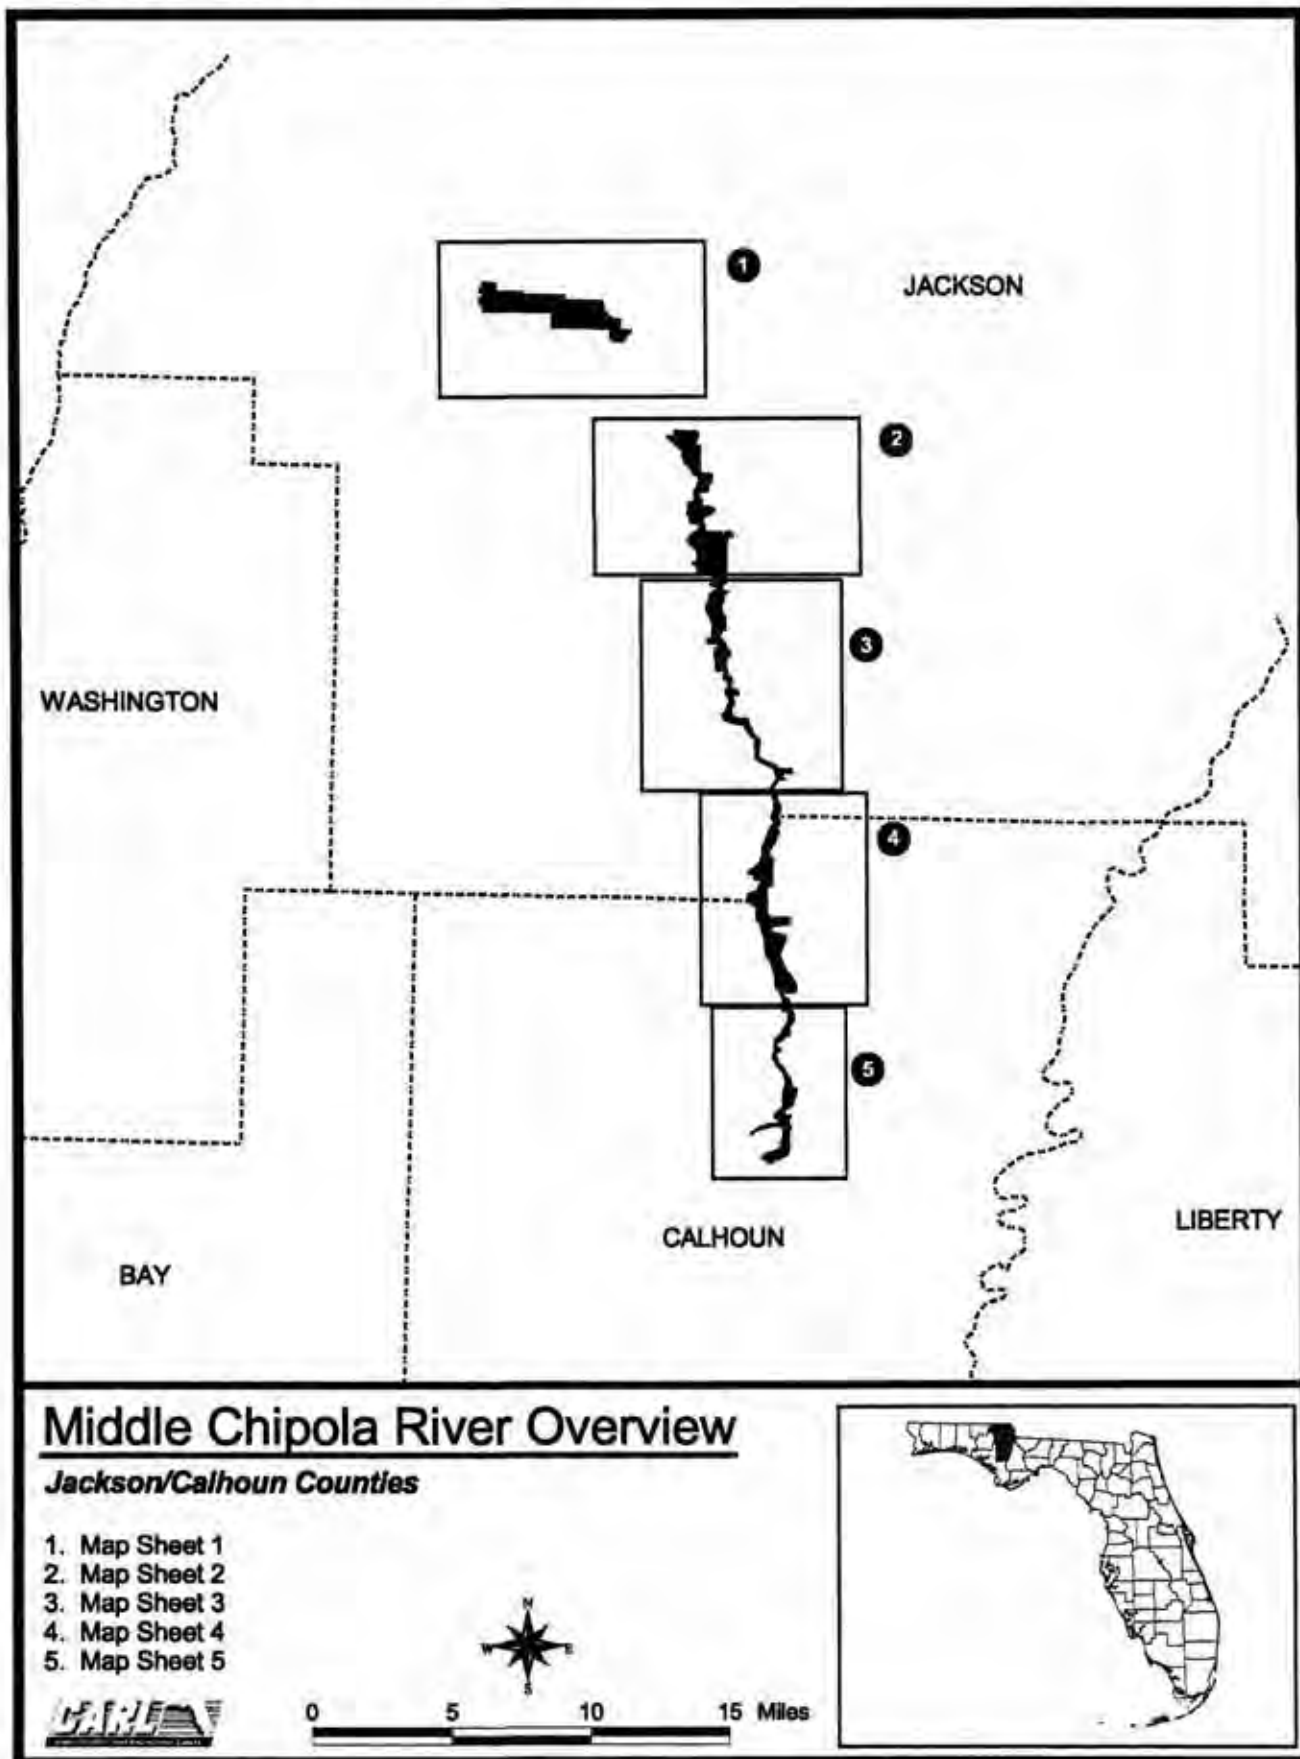 1
JACKSON
2
3
WASHINGTON
4
5
CALHOUN
LIBERTY
BAY
Middle Chipola River Overview
Jackson/Calhoun Counties
1. Map Sheet 1
2. Map Sheet 2
3. Map Sheet 3
4. Map Sheet 4
5. Map Sheet 5
N
W E
S
CARL
0 5 10 15 Miles